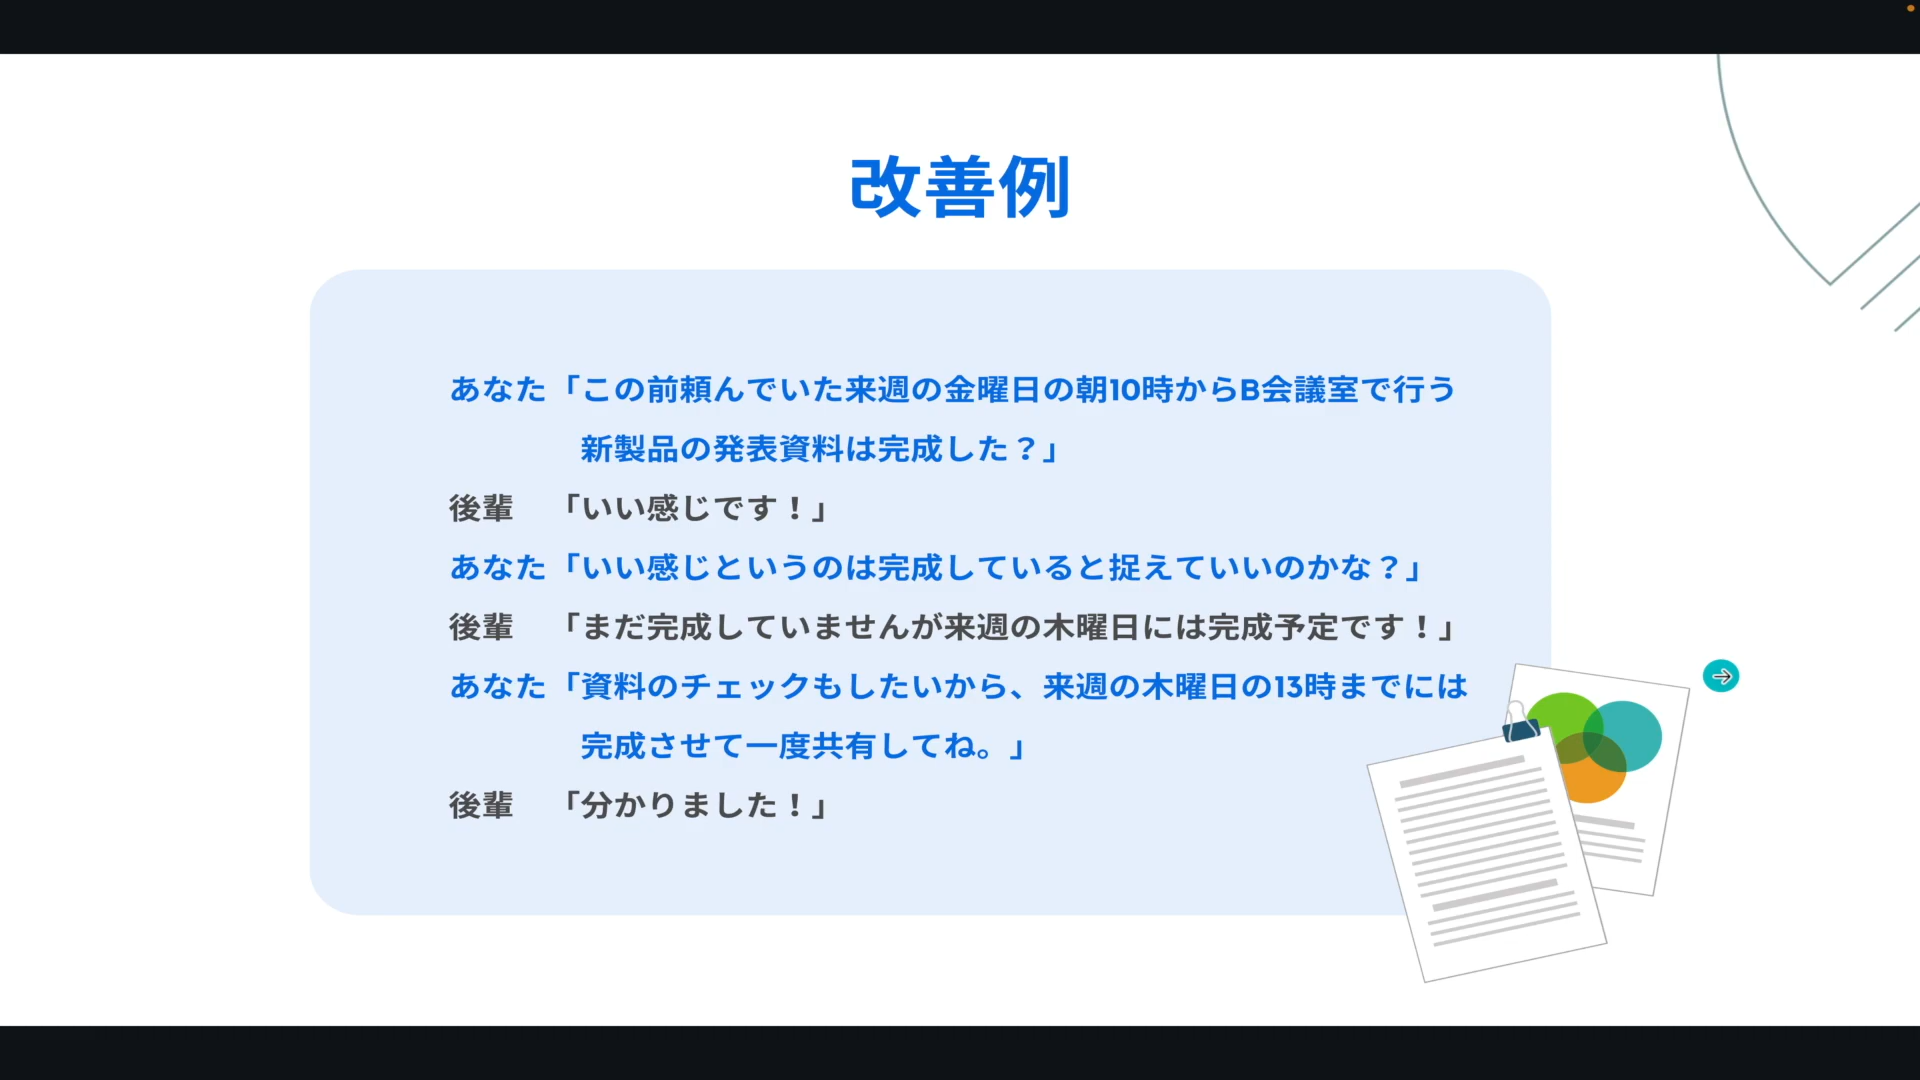 改善例
あなた「この前頼んでいた来週の金曜日の朝10時からB会議室で行う
新製品の発表資料は完成した？」
後輩　「いい感じです！」
あなた「いい感じというのは完成していると捉えていいのかな？」
後輩　「まだ完成していませんが来週の木曜日には完成予定です！」
あなた「資料のチェックもしたいから、来週の木曜日の13時までには
完成させて一度共有してね。」
後輩　「分かりました！」